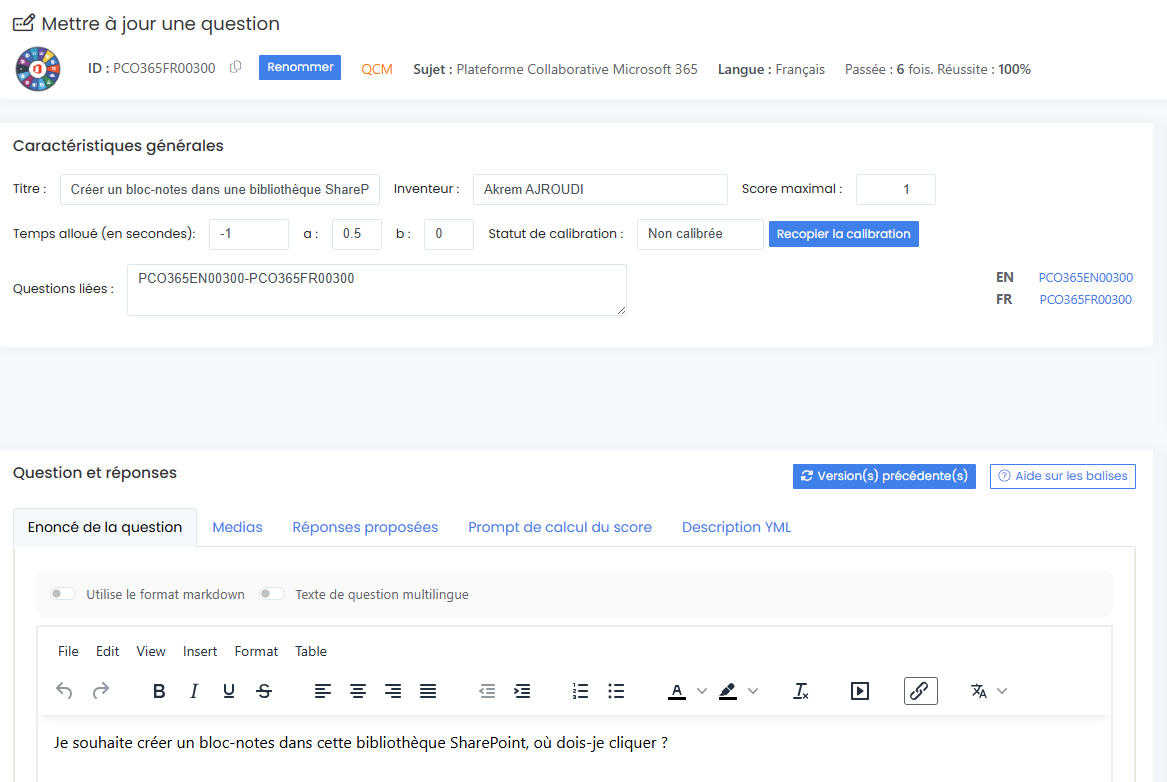 Mettre à jour une question
ID : PCO365FR00300 Renommer QCM Sujet : Plateforme Collaborative Microsoft 365 Langue : Français Passée : 6 fois. Réussite : 100%
Caractéristiques générales
Titre : Créer un bloc-notes dans une bibliothèque ShareP Inventeur : Akrem AJROUDI Score maximal : 1
Temps alloué (en secondes): -1 a : 0.5 b : 0 Statut de calibration : Non calibrée Recopier la calibration
Questions liées : PCO365EN00300-PCO365FR00300
EN PCO365EN00300
FR PCO365FR00300
Question et réponses Version(s) précédente(s) Aide sur les balises
Enoncé de la question Medias Réponses proposées Prompt de calcul du score Description YML
Utilise le format markdown Texte de question multilingue
File Edit View Insert Format Table
Je souhaite créer un bloc-notes dans cette bibliothèque SharePoint, où dois-je cliquer ?